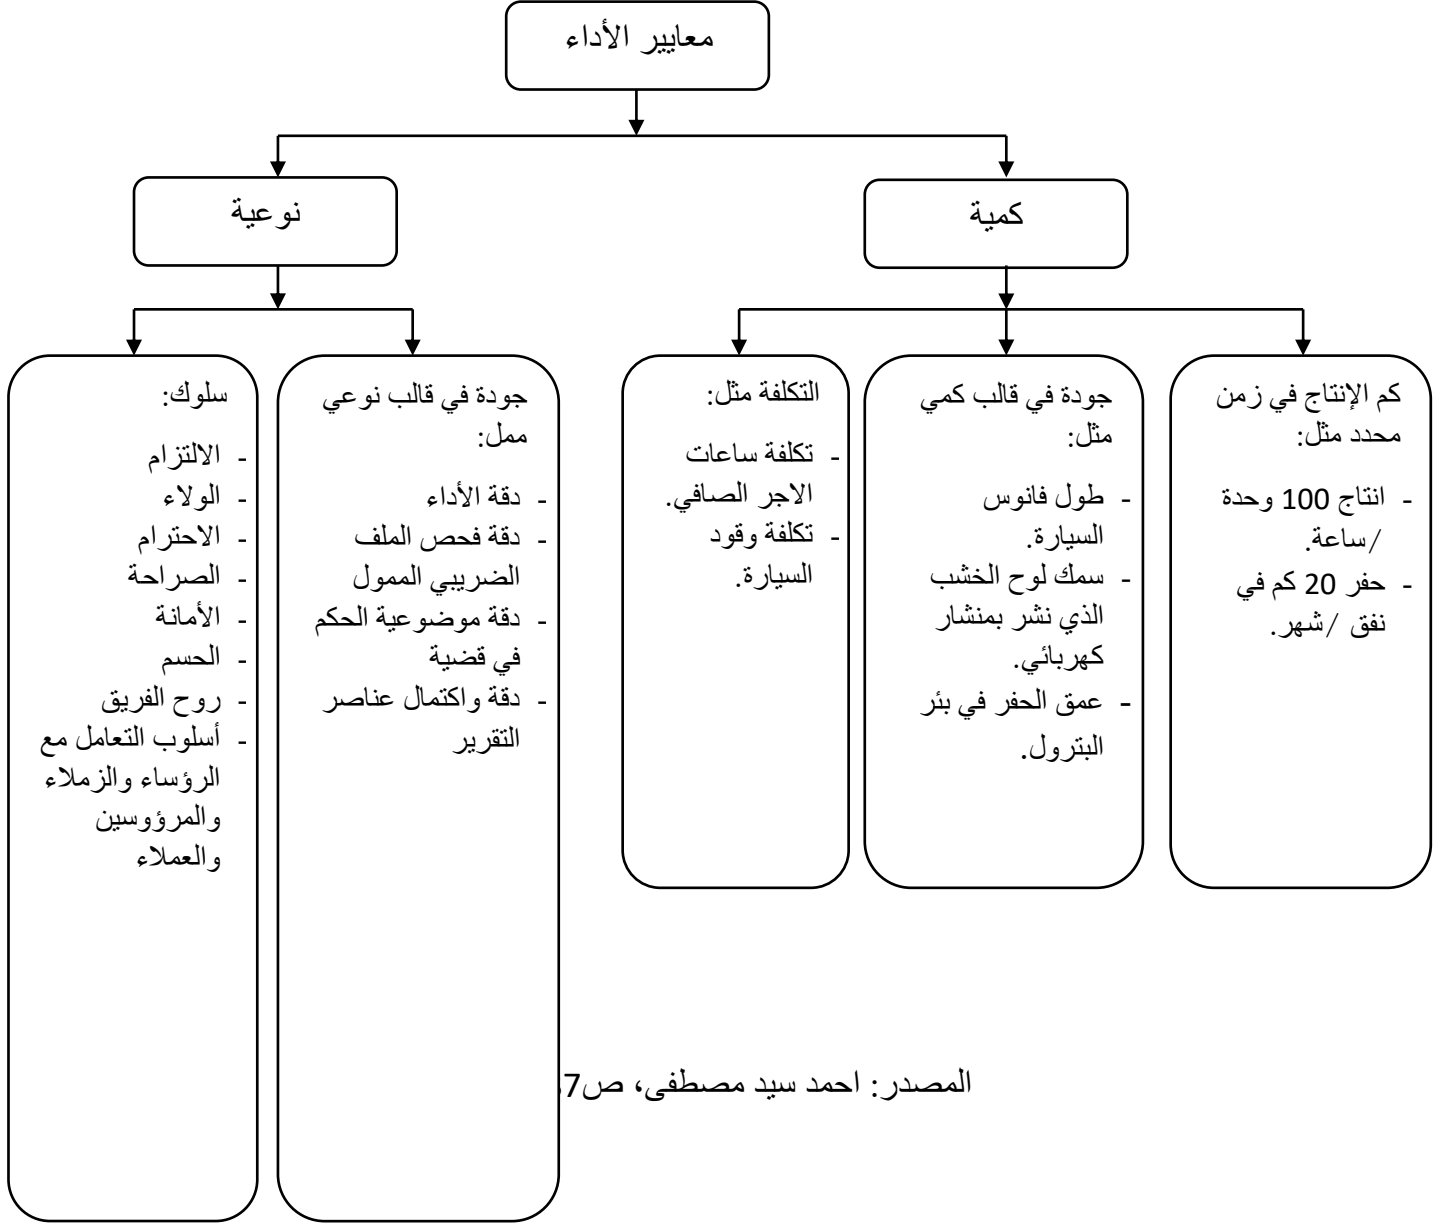 معايير الأداء
كمية
نوعية
كم الإنتاج في زمن
محدد مثل:
- انتاج 100 وحدة
/ساعة.
- حفر 20 كم في
نفق /شهر.
جودة في قالب كمي
مثل:
- طول فانوس
السيارة.
- سمك لوح الخشب
الذي نشر بمنشار
كهربائي.
- عمق الحفر في بئر
البترول.
التكلفة مثل:
- تكلفة ساعات
الاجر الصافي.
- تكلفة وقود
السيارة.
جودة في قالب نوعي
ممل:
- دقة الأداء
- دقة فحص الملف
الضريبي الممول
- دقة موضوعية الحكم
في قضية
- دقة واكتمال عناصر
التقرير
سلوك:
- الالتزام
- الولاء
- الاحترام
- الصراحة
- الأمانة
- الحسم
- روح الفريق
- أسلوب التعامل مع
الرؤساء والزملاء
والمرؤوسين
والعملاء
المصدر: احمد سيد مصطفى، ص7